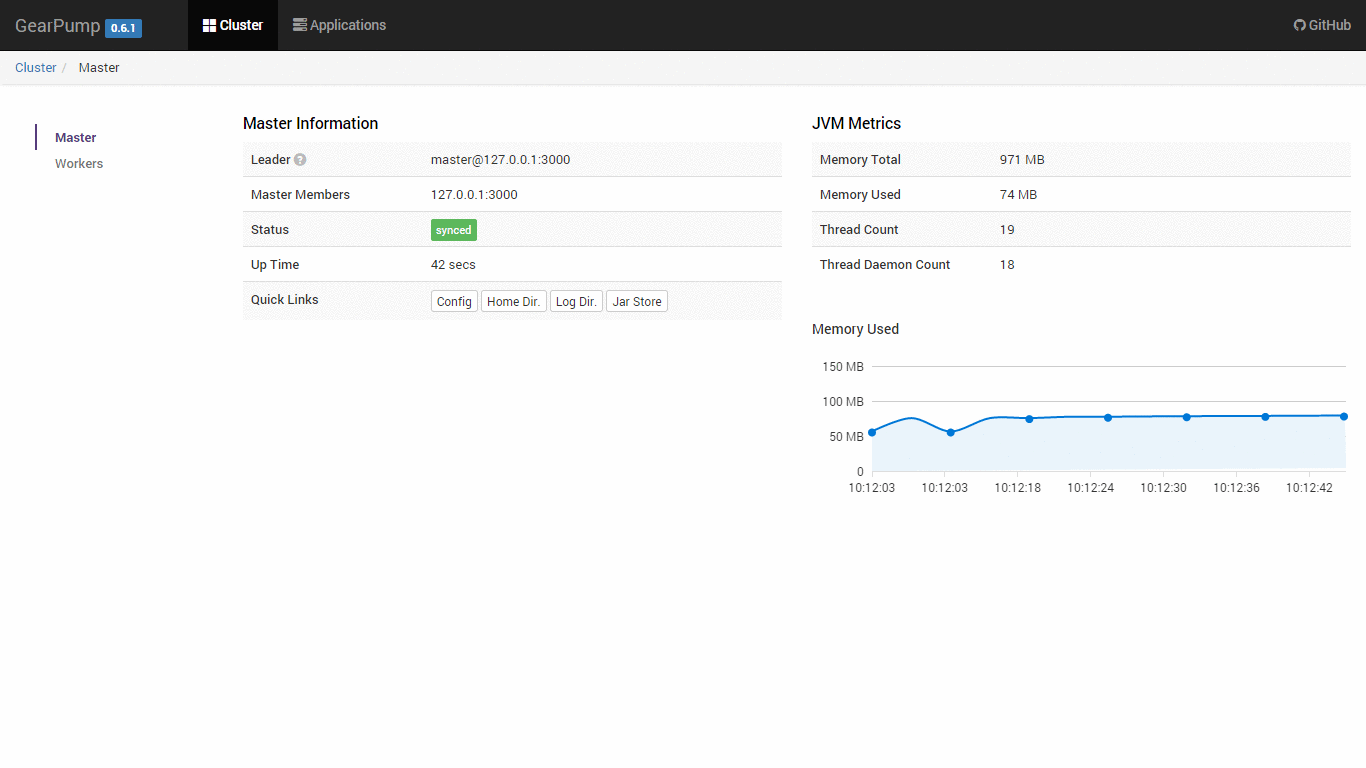 GearPump 0.6.1 Cluster Applications GitHub
Cluster / Master
Master
Workers
Master Information
Leader ? master@127.0.0.1:3000
Master Members 127.0.0.1:3000
Status synced
Up Time 42 secs
Quick Links Config Home Dir. Log Dir. Jar Store
JVM Metrics
Memory Total 971 MB
Memory Used 74 MB
Thread Count 19
Thread Daemon Count 18
Memory Used
150 MB
100 MB
50 MB
0
10:12:03 10:12:03 10:12:18 10:12:24 10:12:30 10:12:36 10:12:42